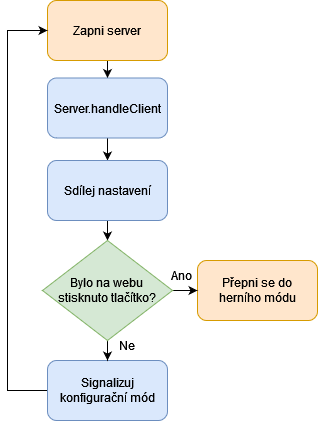 Zapni server
Server.handleClient
Sdílej nastavení
Bylo na webu
stisknuto tlačítko?
Ano
Přepni se do
herního módu
Ne
Signalizuj
konfigurační mód